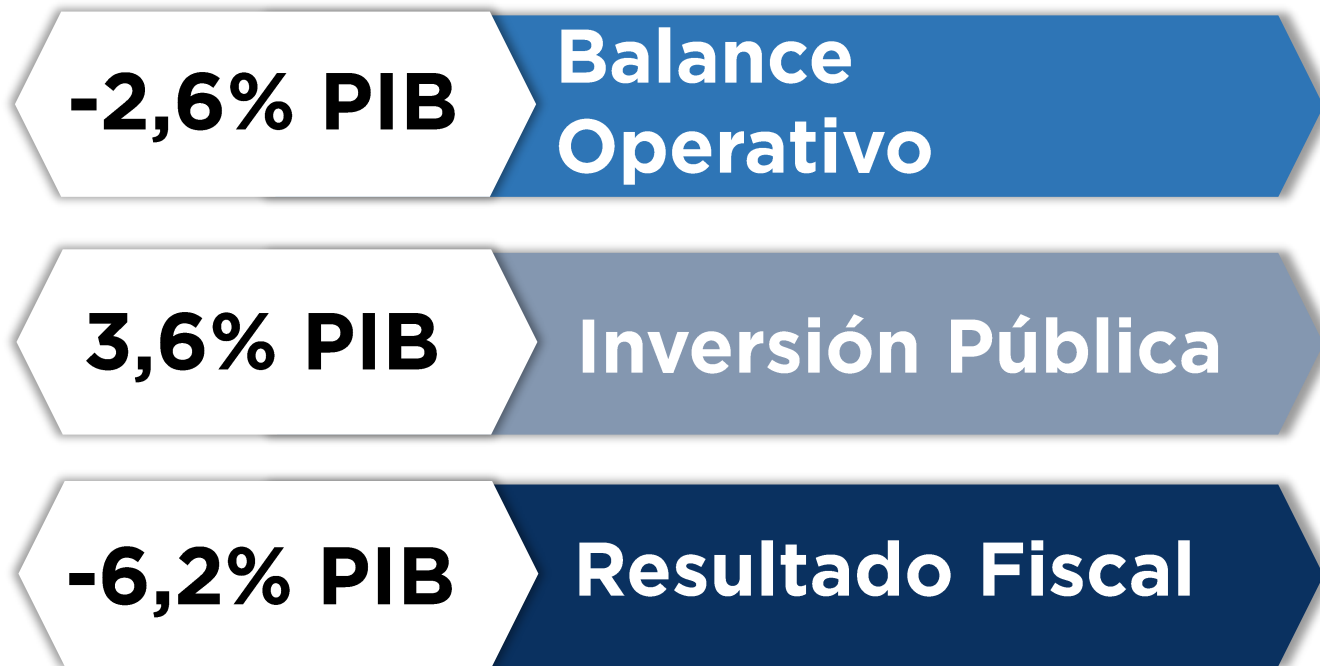 -2,6% PIB
Balance
Operativo
3,6% PIB
Inversión Pública
-6,2% PIB
Resultado Fiscal